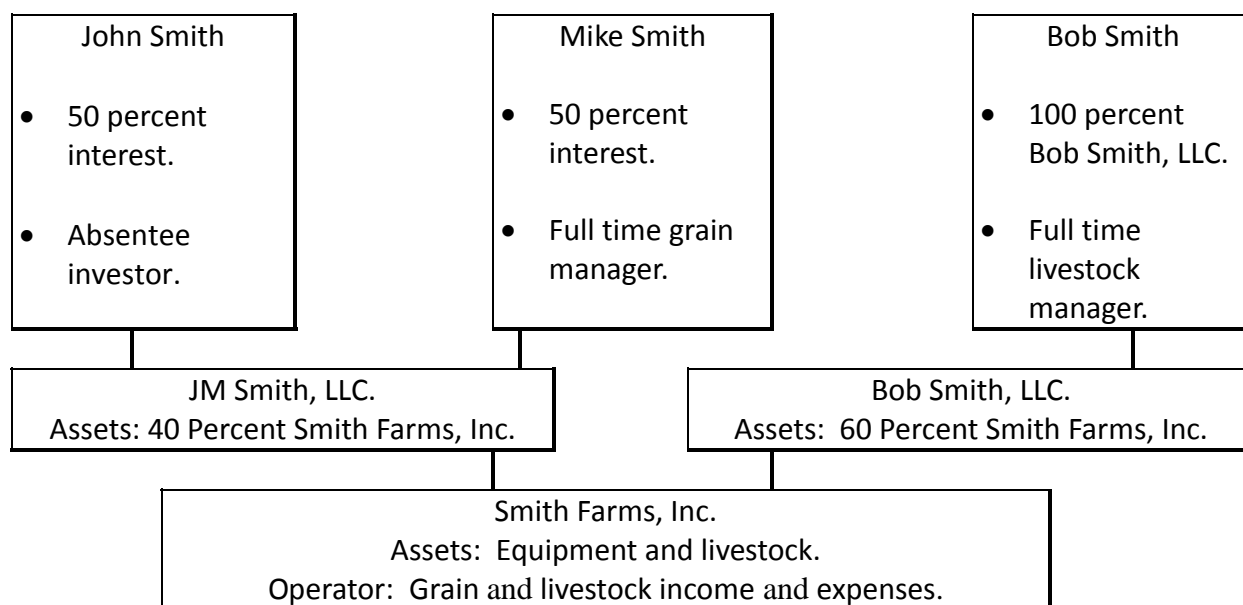 John Smith
• 50 percent
interest.
• Absentee
investor.
Mike Smith
• 50 percent
interest.
• Full time grain
manager.
Bob Smith
• 100 percent
Bob Smith, LLC.
• Full time
livestock
manager.
JM Smith, LLC.
Assets: 40 Percent Smith Farms, Inc.
Bob Smith, LLC.
Assets:  60 Percent Smith Farms, Inc.
Smith Farms, Inc.
Assets:  Equipment and livestock.
Operator:  Grain and livestock income and expenses.